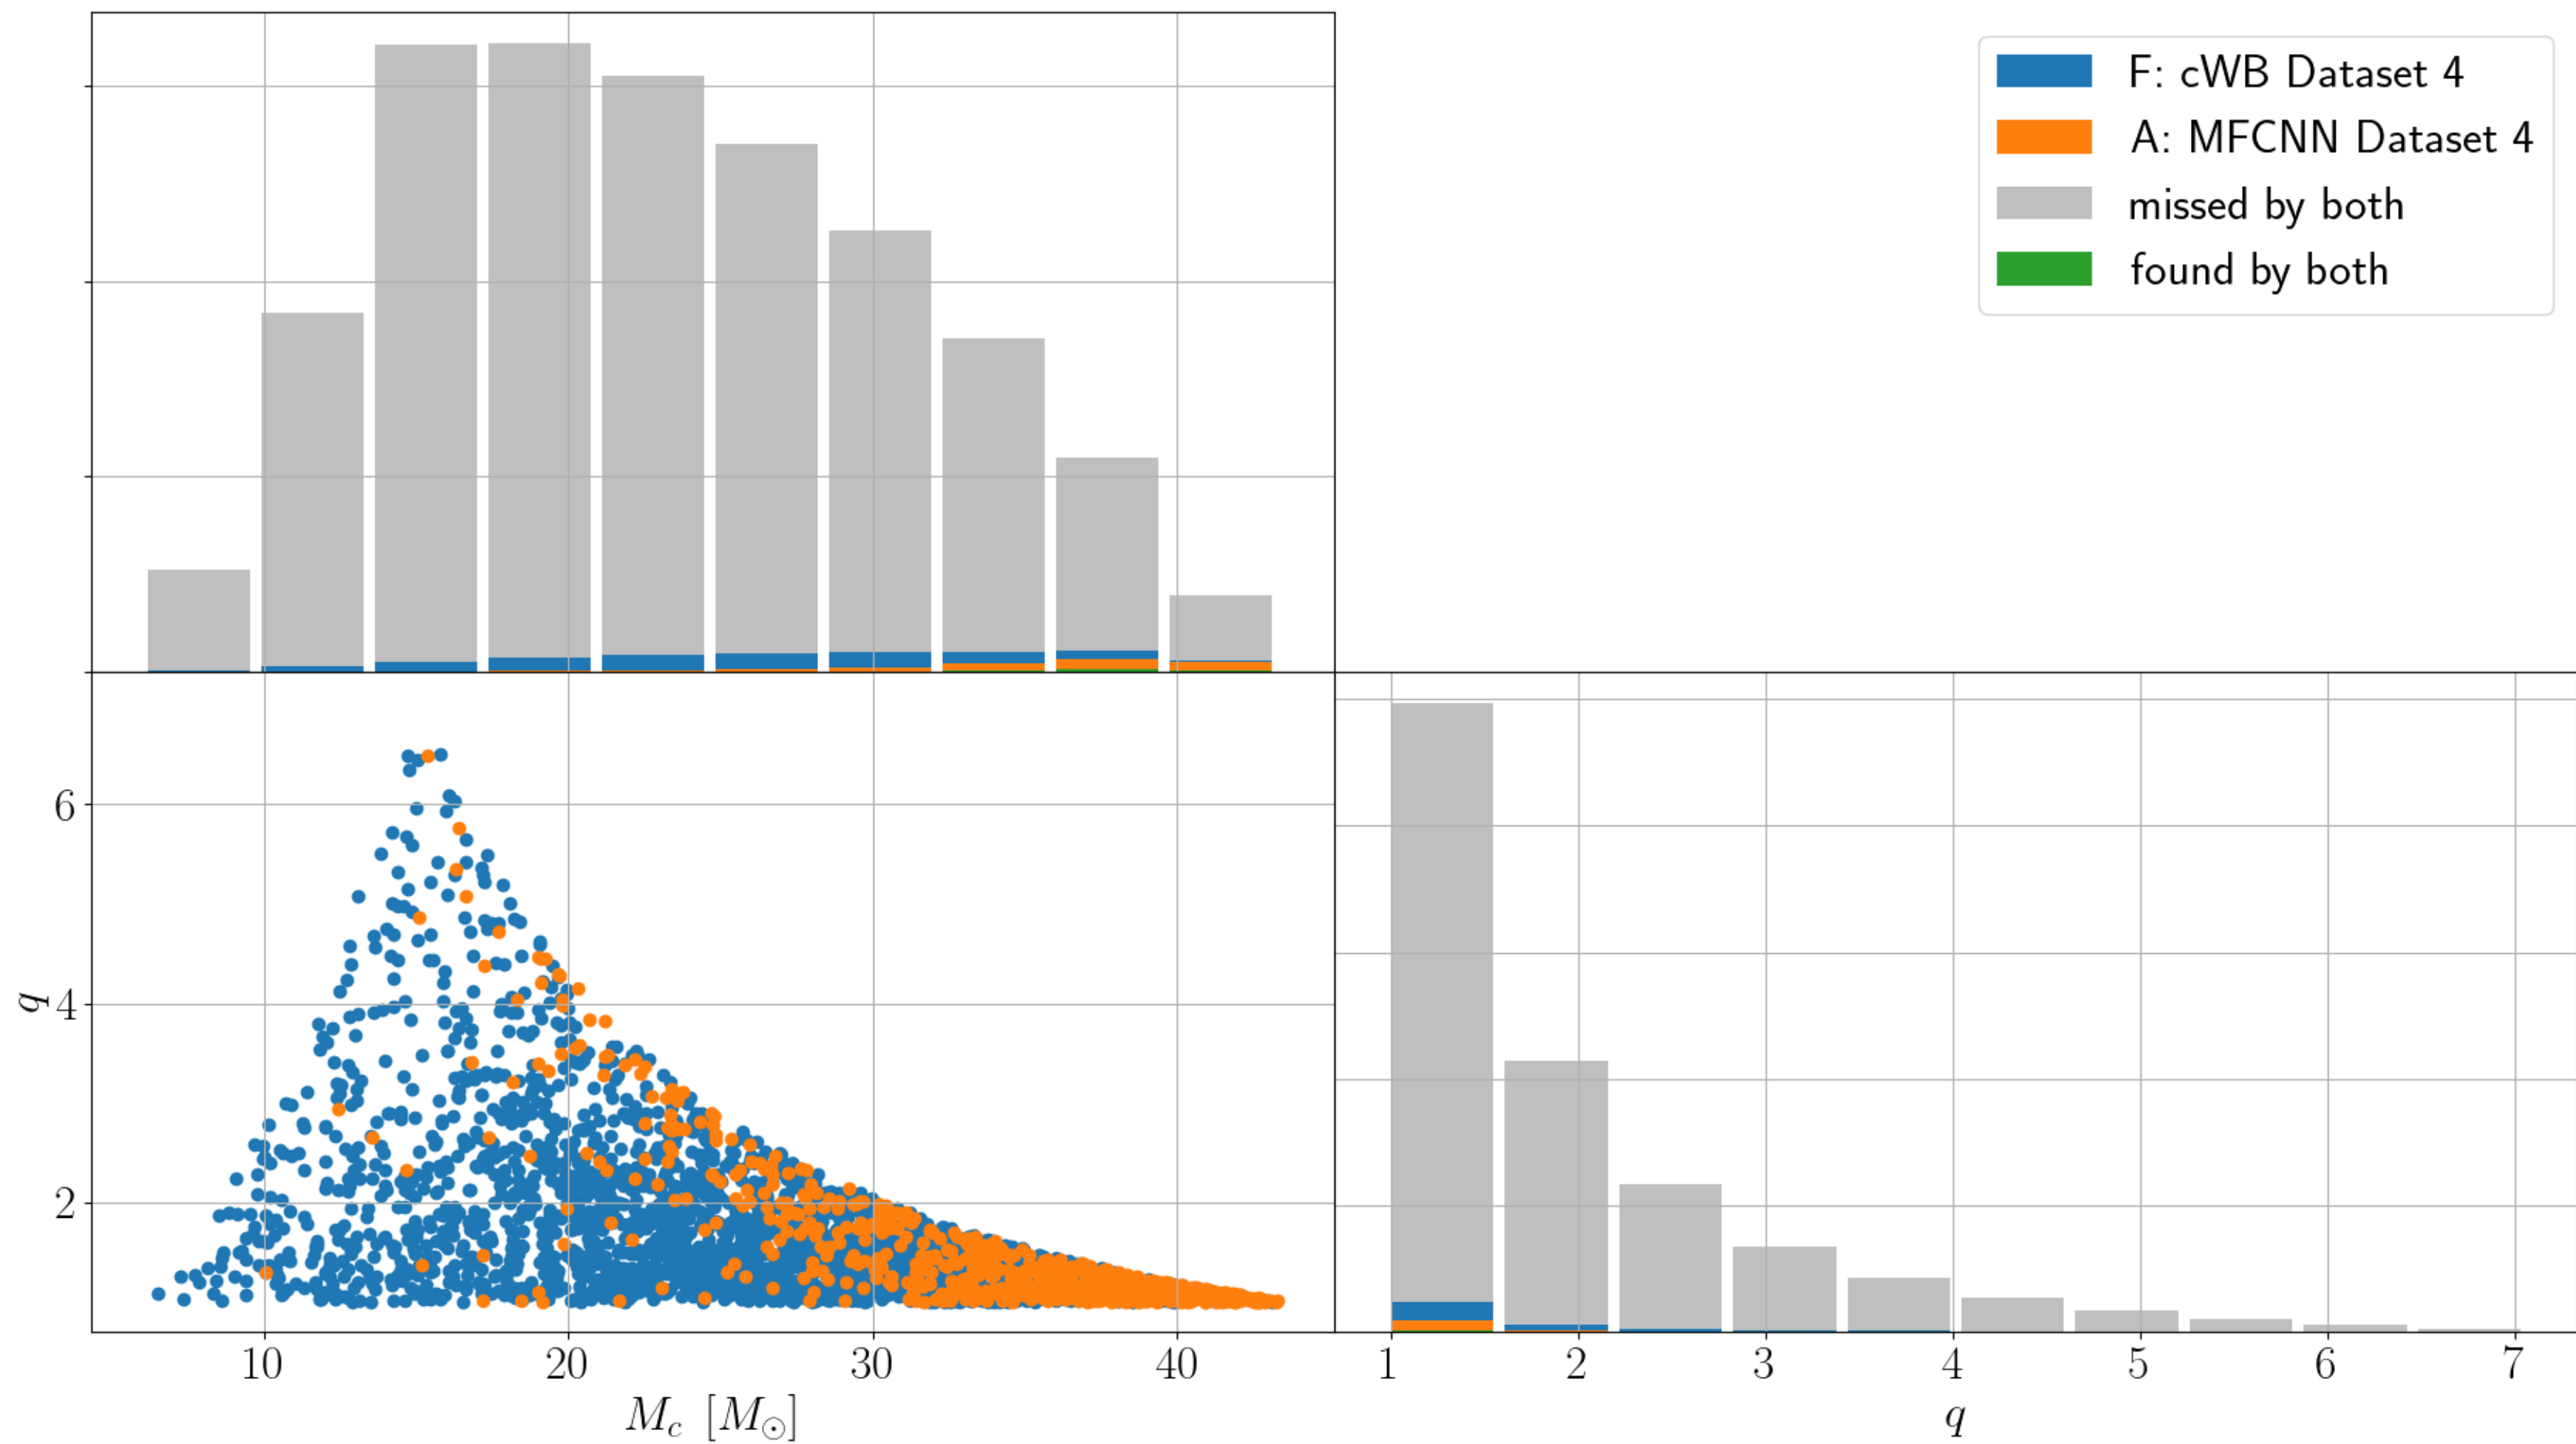 F: cWB Dataset 4
A: MFCNN Dataset 4
missed by both
found by both
6
4
2
q
10 20 30 40
M_c [M_⊙]
1 2 3 4 5 6 7
q